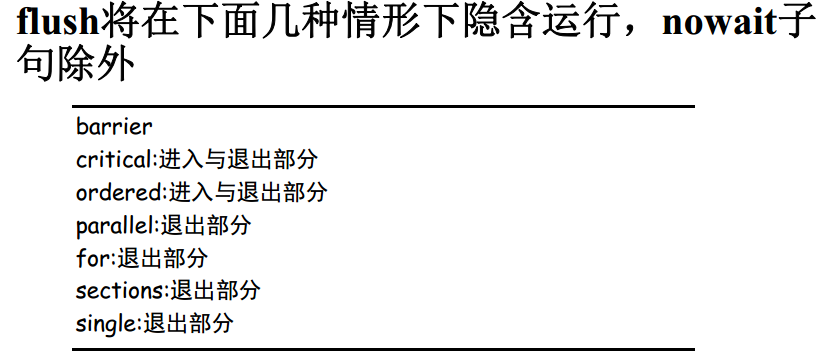 flush将在下面几种情形下隐含运行，nowait子
句除外
barrier
critical:进入与退出部分
ordered:进入与退出部分
parallel:退出部分
for:退出部分
sections:退出部分
single:退出部分